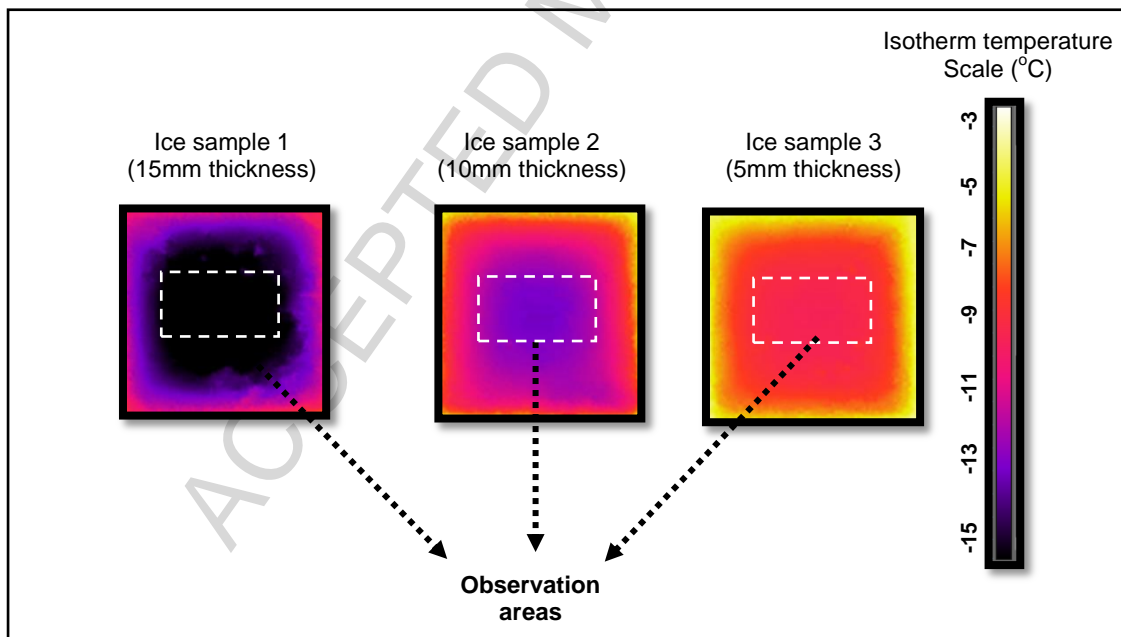 Isotherm temperature
Scale (°C)
Ice sample 1
(15mm thickness)
Ice sample 2
(10mm thickness)
Ice sample 3
(5mm thickness)
-3
-5
-7
-9
-11
-13
-15
Observation
areas
ACCEPTED M